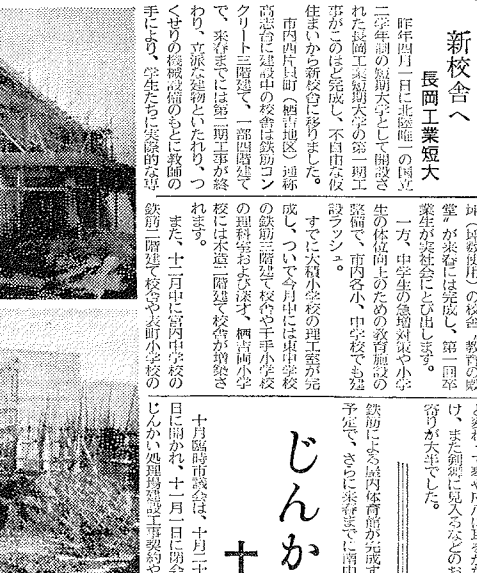 新校舎へ
長岡工業短大
昨年四月一日に北陸唯一の国立
二学年制の短期大学として開設さ
れた長岡工業短期大学の第一期工
事がこのほど完成し、不自由な仮
住まいから新校舎に移りました。
市内西片貝町(栖吉地区)通称
高志台に建設中の校舎は鉄筋コン
クリート三階建て、一部四階建て
で、来春までには第二期工事が終
わり、立派な建物といたれり、つ
くせりの機械設備のもとに教師の
手により、学生たちに実際的な専
の校舎 教育の殿
堂"が来春には完成し、第一回卒
業生が実社会にとび出します。
一方、中学生の急増対策や小学
生の体位向上のための教育施設の
整備で、市内各小、中学校でも建
設ラッシュ。
すでに大積小学校の理工室が完
成し、ついで今月中には北中学校
の鉄筋三階建て校舎や千手小学校
の理科室および深才、栖吉両小学
校には木造二階建て校舎が増築さ
れます。
また、十二月中に宮内中学校の
鉄筋三階建て校舎や表町小学校の
け、また剣劇に見入るなどのお
寄りが大半でした。
鉄筋による屋内体育館が完成す
予定で、さらに来春までに南中
じんか
十
十月臨時市議会は、十月二十
日に開かれ、十一月一日に閉会
じんかい処理場建設工事契約や